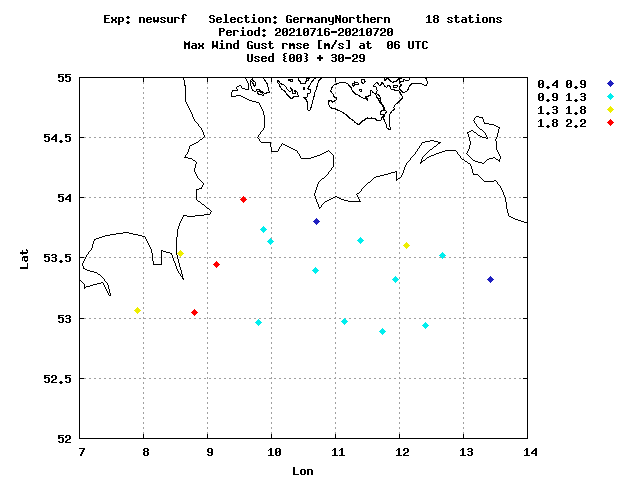 Exp: newsurf   Selection: GermanyNorthern     18 stations
Period: 20210716-20210720
Max Wind Gust rmse [m/s] at  06 UTC
Used {00} + 30-29
0.4 0.9
0.9 1.3
1.3 1.8
1.8 2.2
55
54.5
54
53.5
53
52.5
52
Lat
7 8 9 10 11 12 13 14
Lon